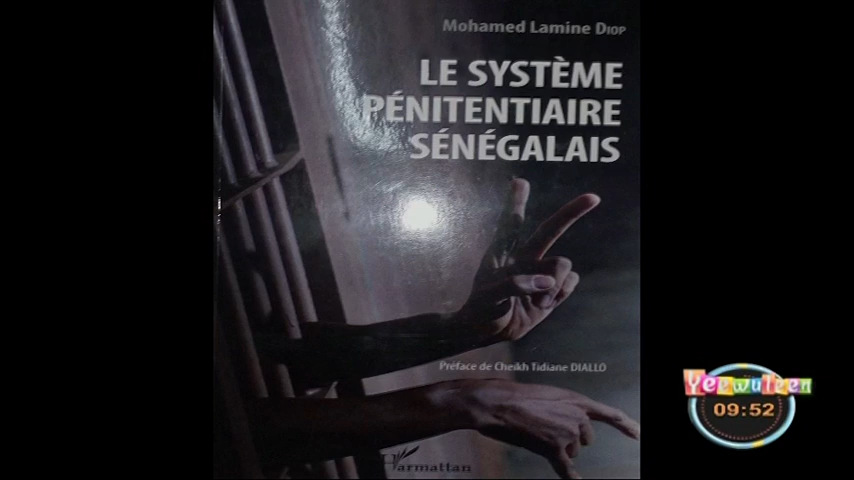 Mohamed Lamine DIOP
LE SYSTÈME
PÉNITENTIAIRE
SÉNÉGALAIS
Préface de Cheikh Tidiane DIALLO
Harmattan
Yeewuleen
09:52